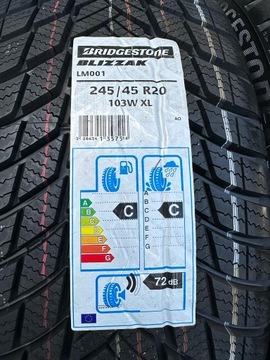 BRIDGESTONE
BLIZZAK
LM001
245/45 R20
103W XL
AO
A
B
C
D
E
F
G
C
A
B
C
D
E
F
G
C
72 dB